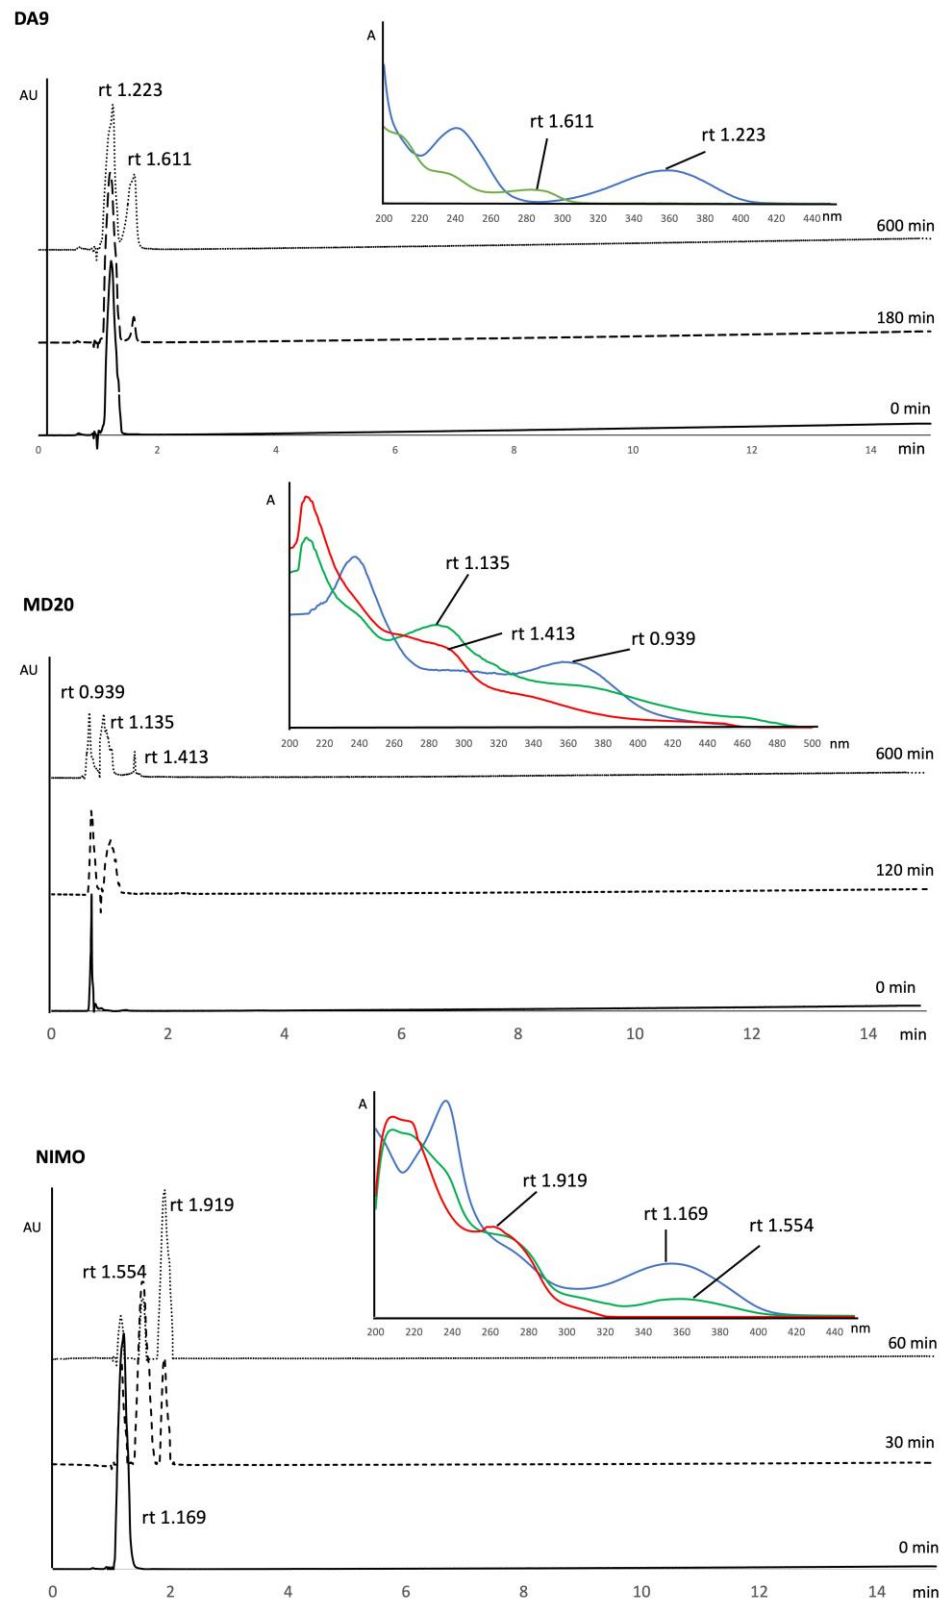 DA9
A
AU
rt 1.223
rt 1.611
rt 1.611
rt 1.223
200 220 240 260 280 300 320 340 360 380 400 420 440 nm
600 min
180 min
0 min
0 2 4 6 8 10 12 14 min
A
rt 1.135
MD20
rt 1.413
rt 0.939
AU
rt 0.939
rt 1.135
rt 1.413
200 220 240 260 280 300 320 340 360 380 400 420 440 460 480 500 nm
600 min
120 min
0 min
0 2 4 6 8 10 12 14 min
A
NIMO
rt 1.919
AU
rt 1.919
rt 1.169
rt 1.554
rt 1.554
200 220 240 260 280 300 320 340 360 380 400 420 440 nm
60 min
30 min
rt 1.169
0 min
0 2 4 6 8 10 12 14 min